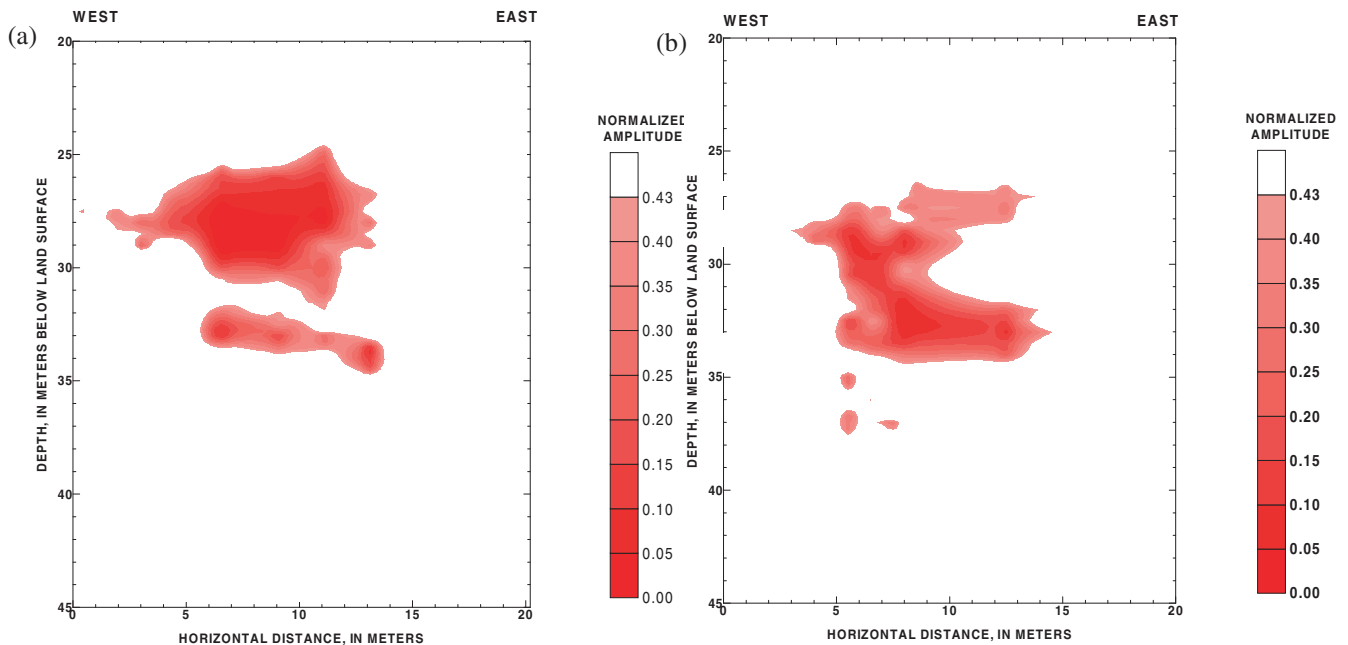 (a)
WEST EAST
20
25
30
35
40
45
0 5 10 15 20
DEPTH, IN METERS BELOW LAND SURFACE
HORIZONTAL DISTANCE, IN METERS
NORMALIZED
AMPLITUDE
0.43
0.40
0.35
0.30
0.25
0.20
0.15
0.10
0.05
0.00
(b)
WEST EAST
20
25
30
35
40
45
0 5 10 15 20
DEPTH, IN METERS BELOW LAND SURFACE
HORIZONTAL DISTANCE, IN METERS
NORMALIZED
AMPLITUDE
0.43
0.40
0.35
0.30
0.25
0.20
0.15
0.10
0.05
0.00